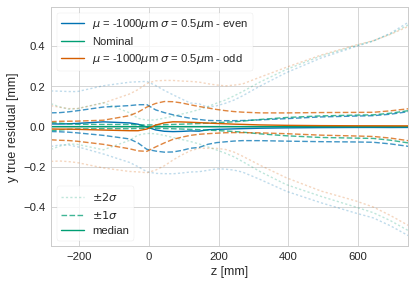 μ = -1000μm σ = 0.5μm - even
Nominal
μ = -1000μm σ = 0.5μm - odd
0.4
0.2
0.0
−0.2
−0.4
y true residual [mm]
±2σ
±1σ
median
−200 0 200 400 600
z [mm]